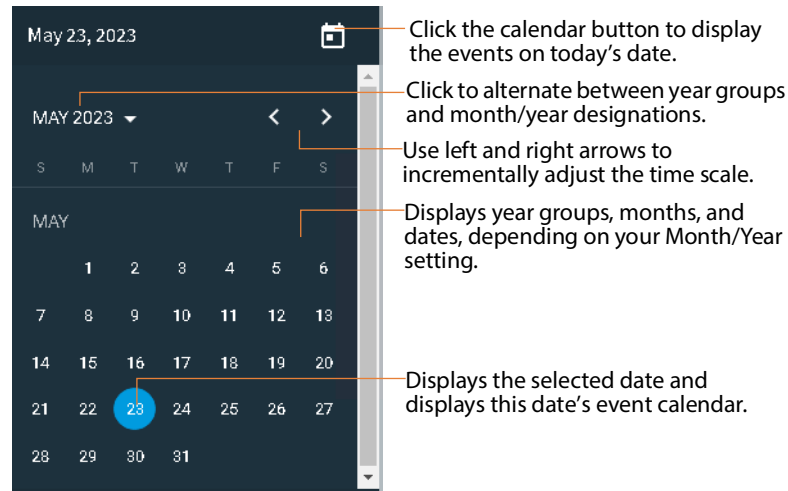 May 23, 2023
Click the calendar button to display
the events on today’s date.
Click to alternate between year groups
and month/year designations.
MAY 2023
Use left and right arrows to
incrementally adjust the time scale.
S M T W T F S
Displays year groups, months, and
dates, depending on your Month/Year
setting.
MAY
1 2 3 4 5 6
7 8 9 10 11 12 13
14 15 16 17 18 19 20
Displays the selected date and
displays this date’s event calendar.
21 22 23 24 25 26 27
28 29 30 31